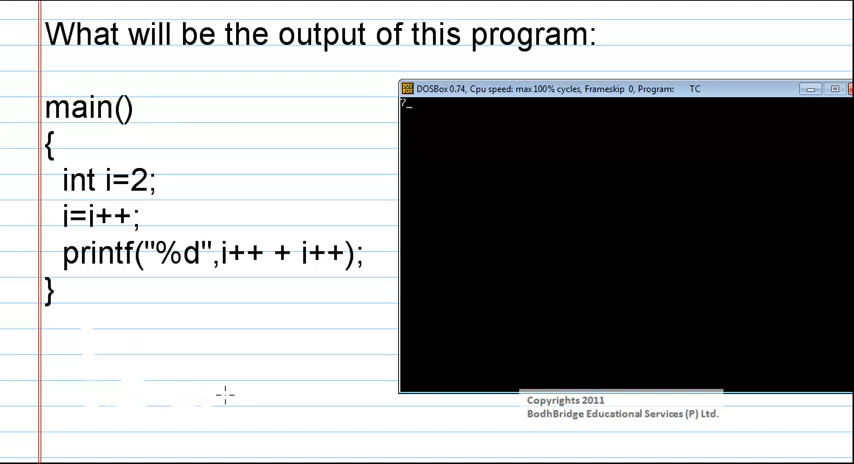 What will be the output of this program:
main()
{
int i=2;
i=i++;
printf("%d",i++ + i++);
}
DOSBox 0.74, Cpu speed: max 100% cycles, Frameskip 0, Program: TC
7_
Copyrights 2011
BodhBridge Educational Services (P) Ltd.